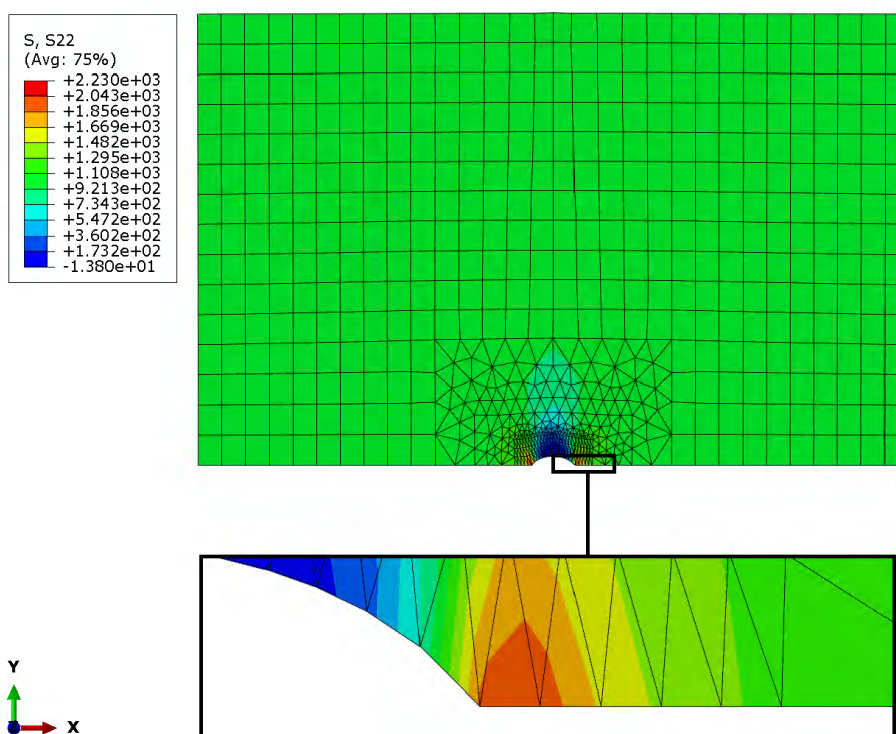 S, S22
(Avg: 75%)
+2.230e+03
+2.043e+03
+1.856e+03
+1.669e+03
+1.482e+03
+1.295e+03
+1.108e+03
+9.213e+02
+7.343e+02
+5.472e+02
+3.602e+02
+1.732e+02
-1.380e+01
Y
X